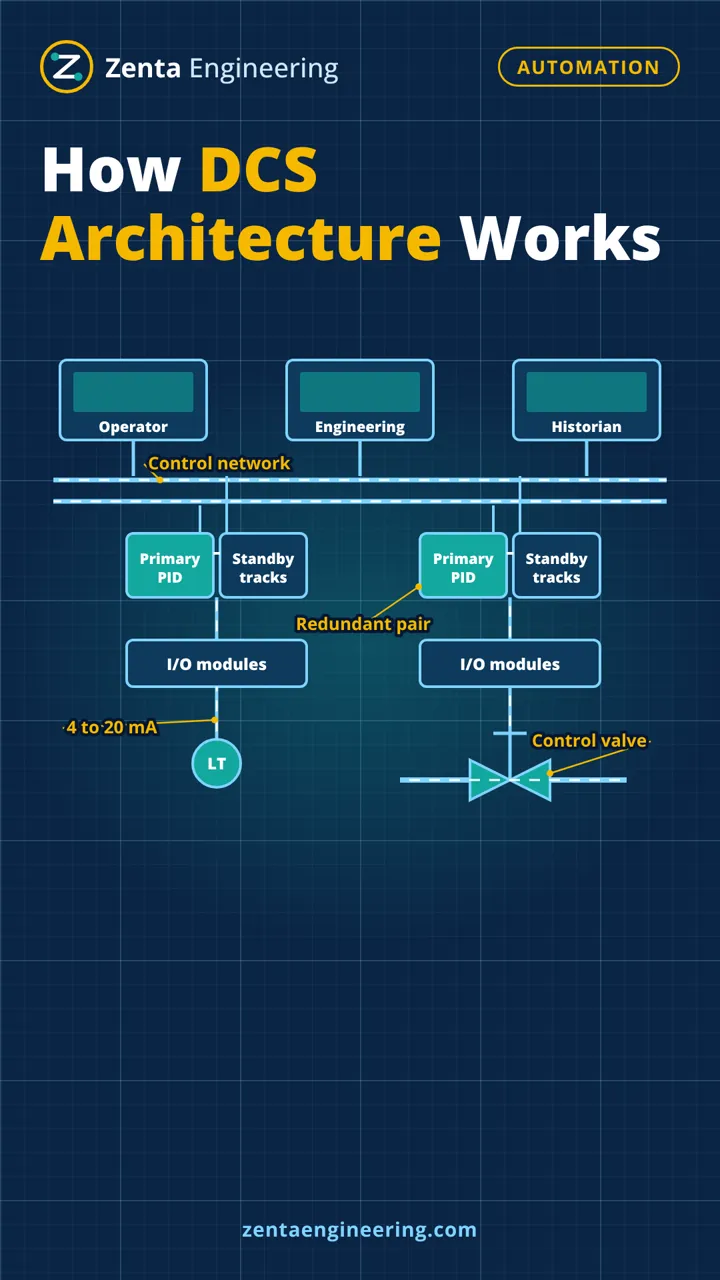 Zenta Engineering
AUTOMATION
How DCS
Architecture Works
Operator
Engineering
Historian
Control network
Primary
PID
Standby
tracks
Primary
PID
Standby
tracks
Redundant pair
I/O modules
I/O modules
4 to 20 mA
Control valve
LT
zentaengineering.com